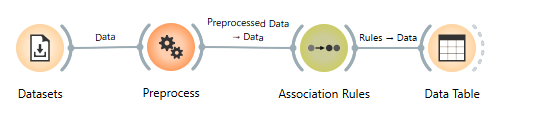 Data
Preprocessed Data
→ Data
Rules → Data
Datasets
Preprocess
Association Rules
Data Table